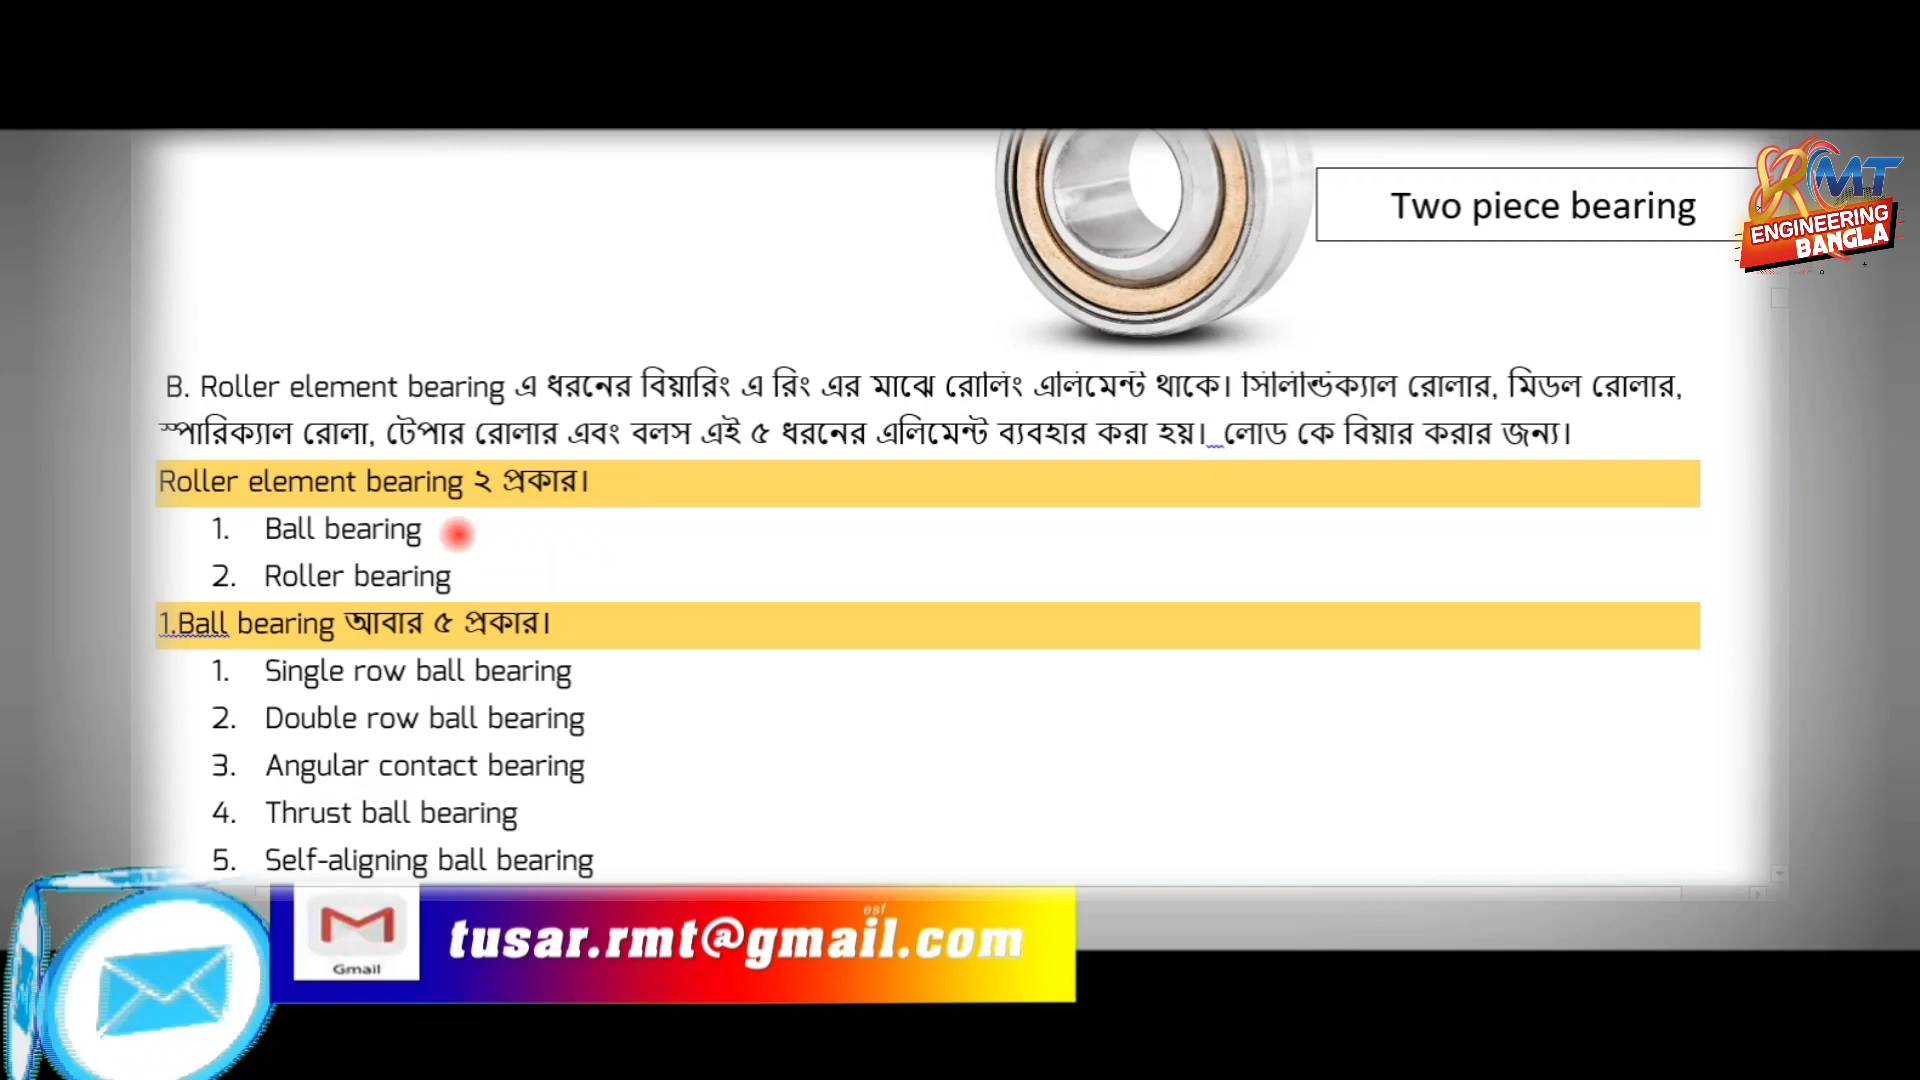 Two piece bearing
RMT
ENGINEERING
BANGLA
B. Roller element bearing এ ধরনের বিয়ারিং এ রিং এর মাঝে রোলিং এলিমেন্ট থাকে। সিলিন্ডিক্যাল রোলার, মিডল রোলার,
স্পারিক্যাল রোলা, টেপার রোলার এবং বলস এই ৫ ধরনের এলিমেন্ট ব্যবহার করা হয়। লোড কে বিয়ার করার জন্য।
Roller element bearing ২ প্রকার।
1. Ball bearing
2. Roller bearing
1.Ball bearing আবার ৫ প্রকার।
1. Single row ball bearing
2. Double row ball bearing
3. Angular contact bearing
4. Thrust ball bearing
5. Self-aligning ball bearing
esf
tusar.rmt@gmail.com
Gmail